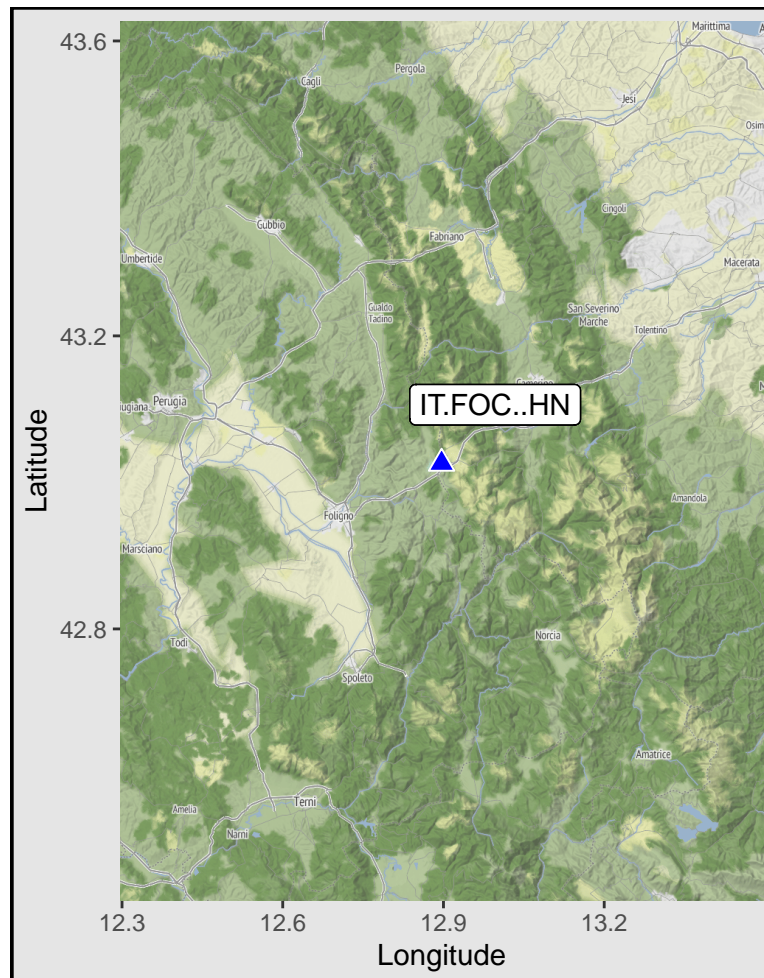 Marittima
43.6
Cagli
Pergola
Jesi
Osim
Cingoli
Gubbio
Fabriano
Umbertide
Macerata
Gualdo
Tadino
San Severino
Marche
Tolentino
43.2
IT.FOC..HN
Perugia
Latitude
Amandola
Foligno
Marsciano
42.8
Norcia
Todi
Spoleto
Amatrice
Terni
Amelia
Narni
12.3
12.6
12.9
13.2
Longitude